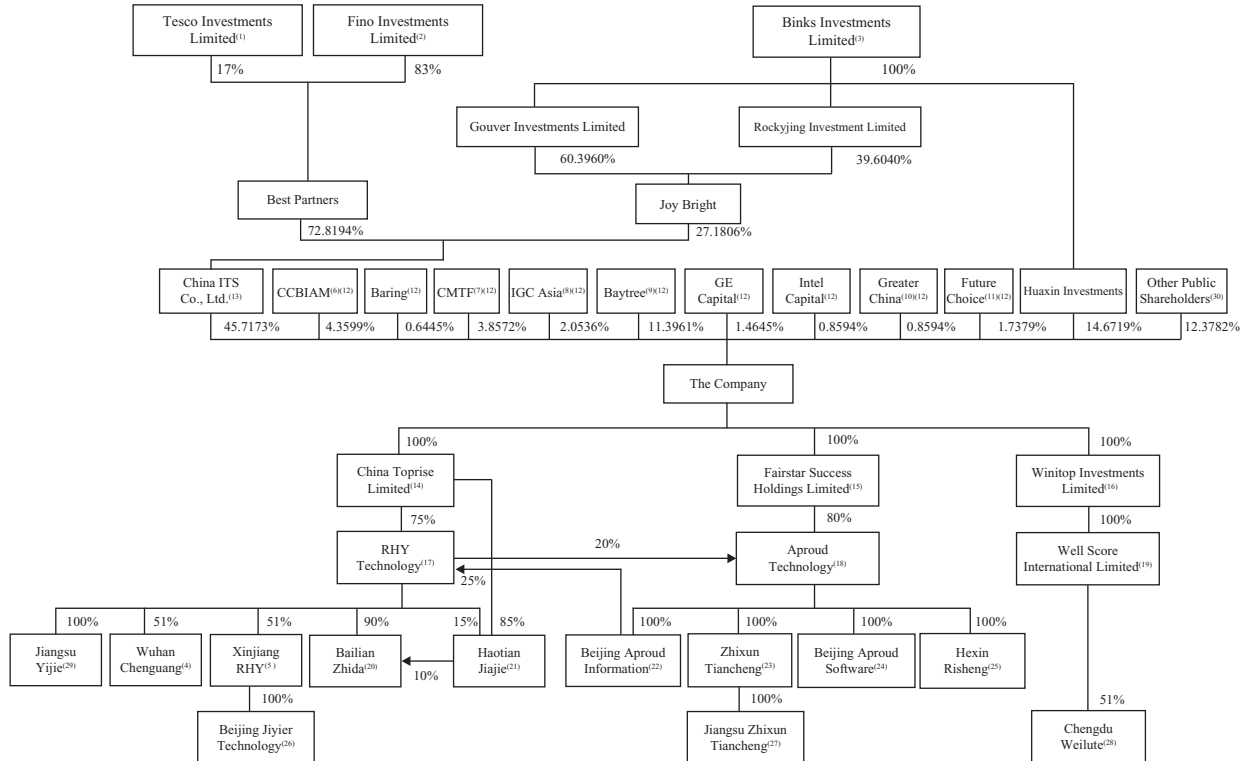 Tesco Investments
Limited(1)
Fino Investments
Limited(2)
Binks Investments
Limited(3)
17%
83%
100%
Gouver Investments Limited
Rockyjing Investment Limited
60.3960%
39.6040%
Best Partners
Joy Bright
72.8194%
27.1806%
China ITS
Co., Ltd.(13)
CCBIAM(6)(12)
Baring(12)
CMTF(7)(12)
IGC Asia(8)(12)
Baytree(9)(12)
GE
Capital(12)
Intel
Capital(12)
Greater
China(10)(12)
Future
Choice(11)(12)
Huaxin Investments
Other Public
Shareholders(30)
45.7173%
4.3599%
0.6445%
3.8572%
2.0536%
11.3961%
1.4645%
0.8594%
0.8594%
1.7379%
14.6719%
12.3782%
The Company
100%
100%
100%
China Toprise
Limited(14)
Fairstar Success
Holdings Limited(15)
Winitop Investments
Limited(16)
75%
80%
100%
RHY
Technology(17)
20%
25%
Aproud
Technology(18)
Well Score
International Limited(19)
100%
51%
51%
90%
15%
85%
100%
100%
100%
100%
Jiangsu
Yijie(29)
Wuhan
Chenguang(4)
Xinjiang
RHY(5 )
Bailian
Zhida(20)
10%
Haotian
Jiajie(21)
Beijing Aproud
Information(22)
Zhixun
Tiancheng(23)
Beijing Aproud
Software(24)
Hexin
Risheng(25)
100%
100%
51%
Beijing Jiyier
Technology(26)
Jiangsu Zhixun
Tiancheng(27)
Chengdu
Weilute(28)